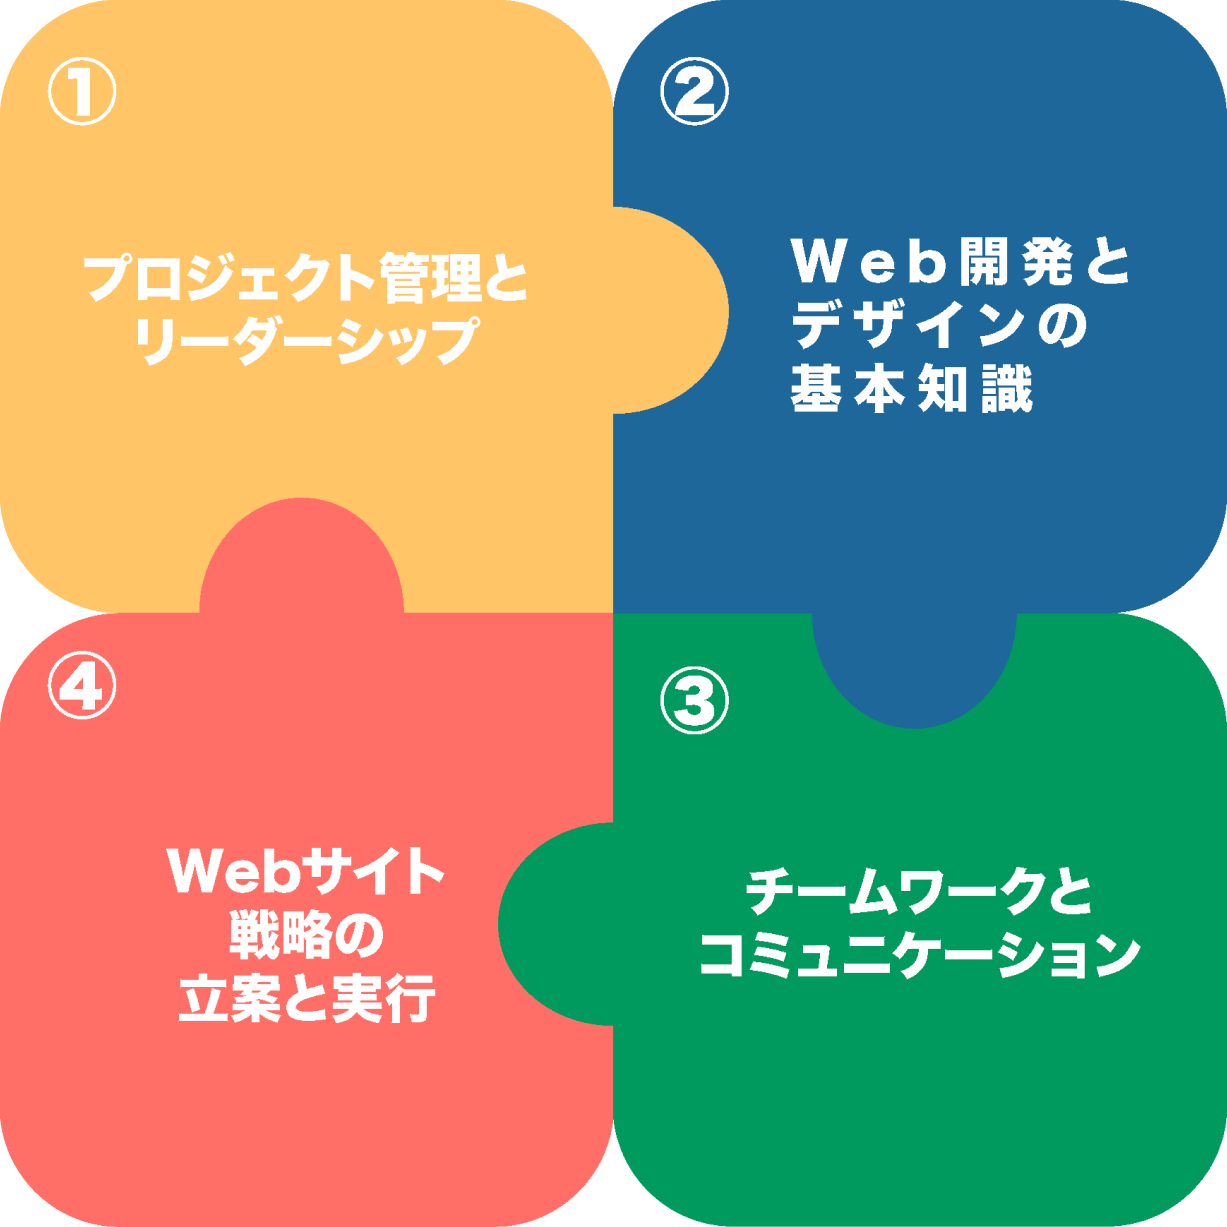 ①
プロジェクト管理と
リーダーシップ
②
Web開発と
デザインの
基本知識
③
チームワークと
コミュニケーション
④
Webサイト
戦略の
立案と実行